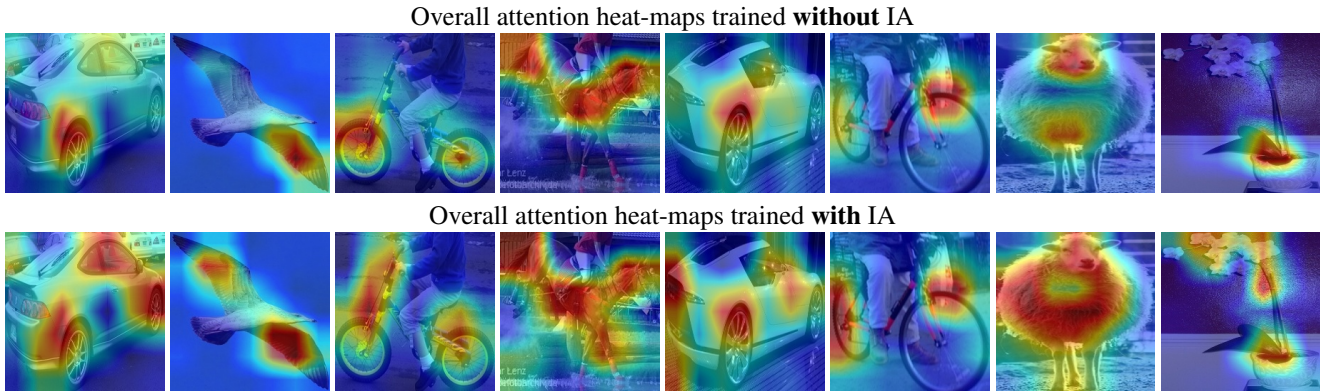 Overall attention heat-maps trained without IA
Overall attention heat-maps trained with IA